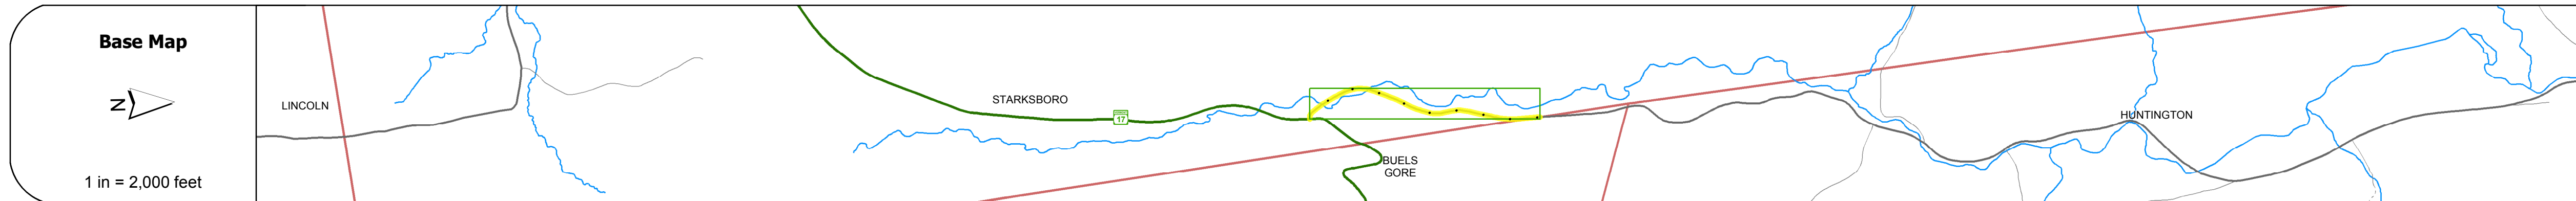 Base Map
N
1 in = 2,000 feet
LINCOLN
STARKSBORO
17
BUELS
GORE
HUNTINGTON